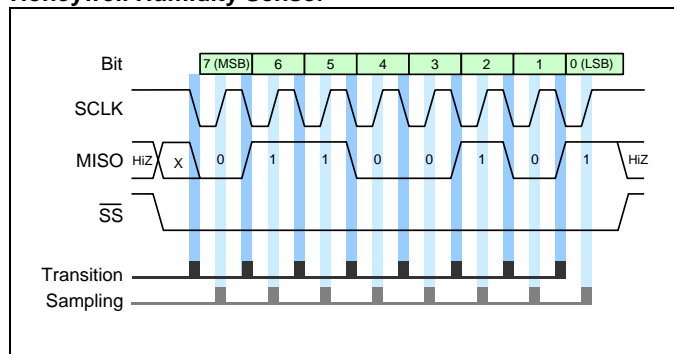 Honeywell Humidity Sensor
Bit 7 (MSB) 6 5 4 3 2 1 0 (LSB)
SCLK
MISO HiZ X 0 1 1 0 0 1 0 1 HiZ
SS
Transition
Sampling